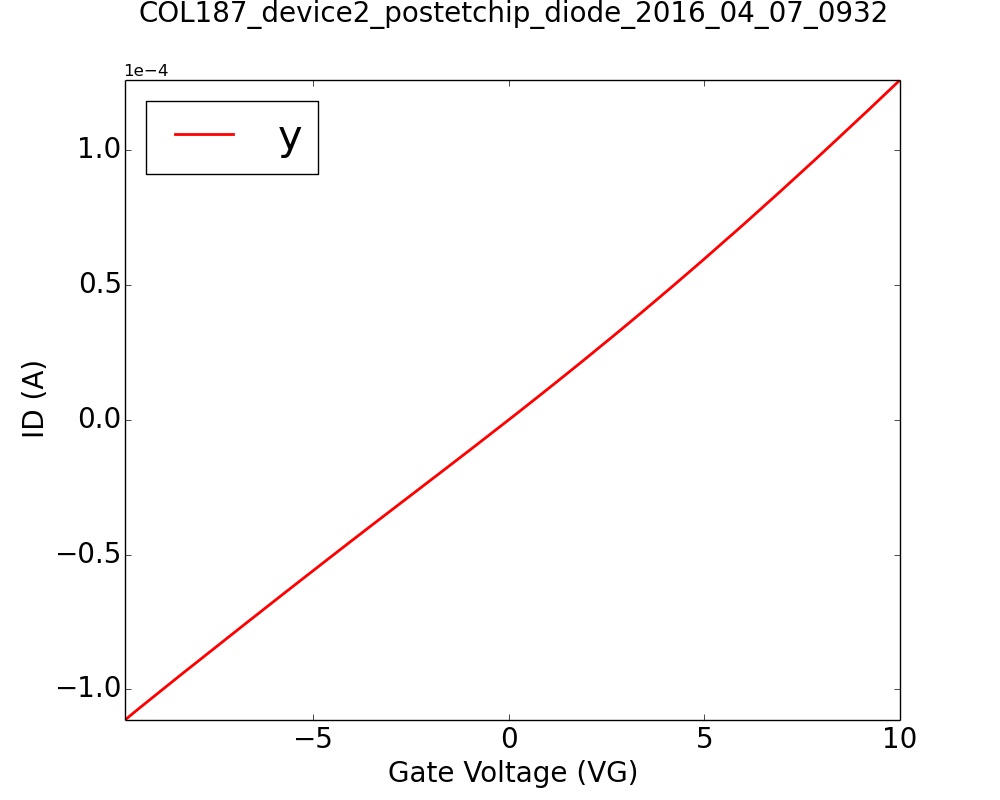 COL187_device2_postetchip_diode_2016_04_07_0932
1e−4
y
1.0
0.5
0.0
−0.5
−1.0
ID (A)
−5 0 5 10
Gate Voltage (VG)